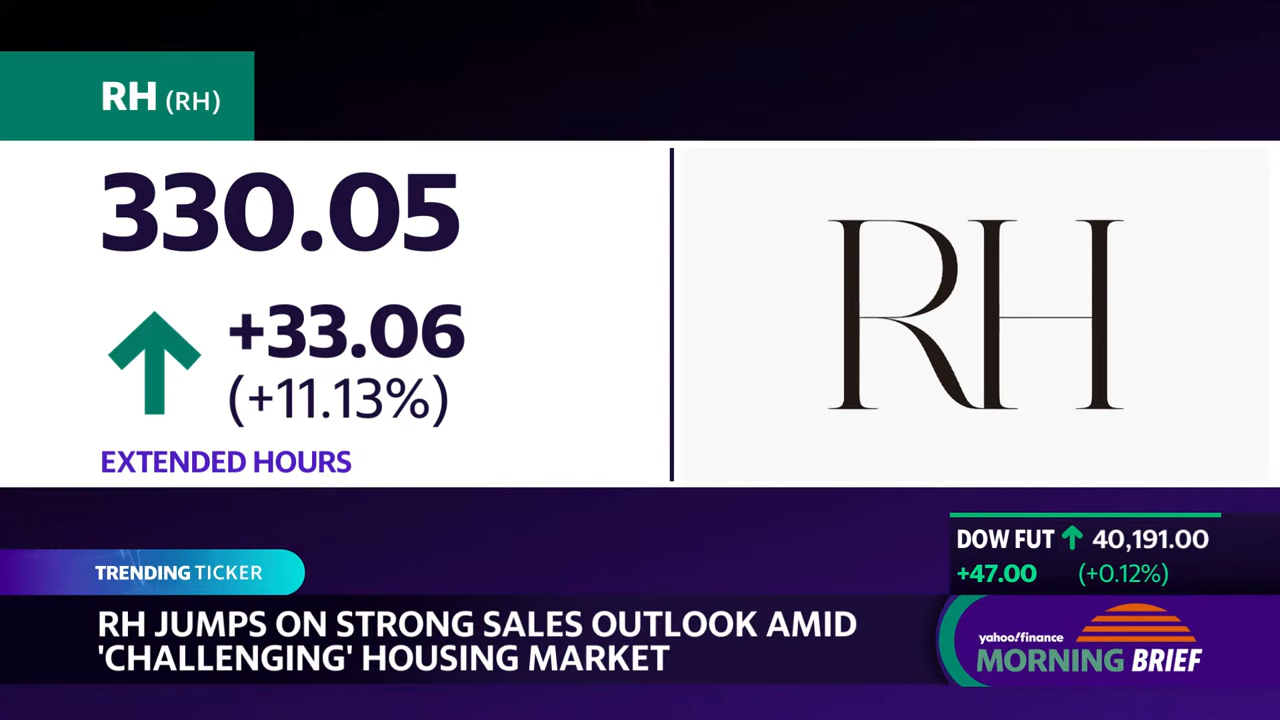 RH (RH)
330.05
+33.06
(+11.13%)
EXTENDED HOURS
RH
DOW FUT 40,191.00
+47.00 (+0.12%)
TRENDING TICKER
RH JUMPS ON STRONG SALES OUTLOOK AMID
'CHALLENGING' HOUSING MARKET
yahoo!finance
MORNING BRIEF